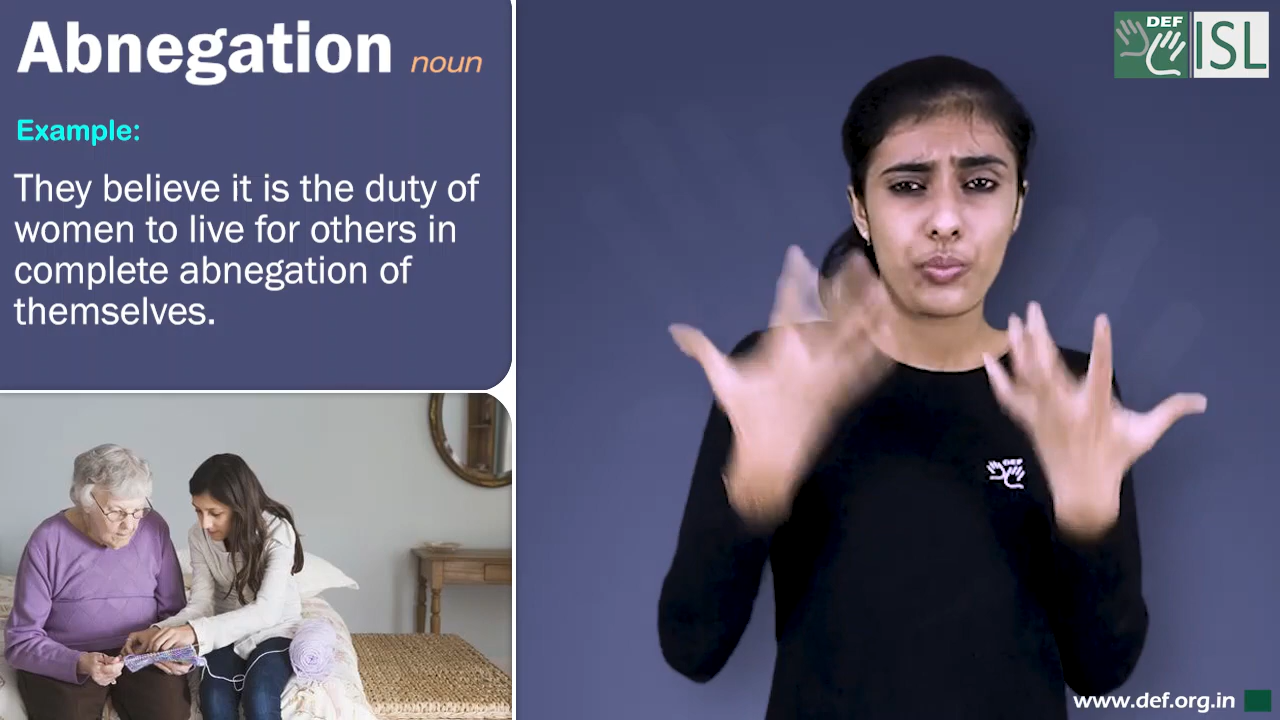 Abnegation noun
Example:
They believe it is the duty of
women to live for others in
complete abnegation of
themselves.
DEF
ISL
DEF
www.def.org.in